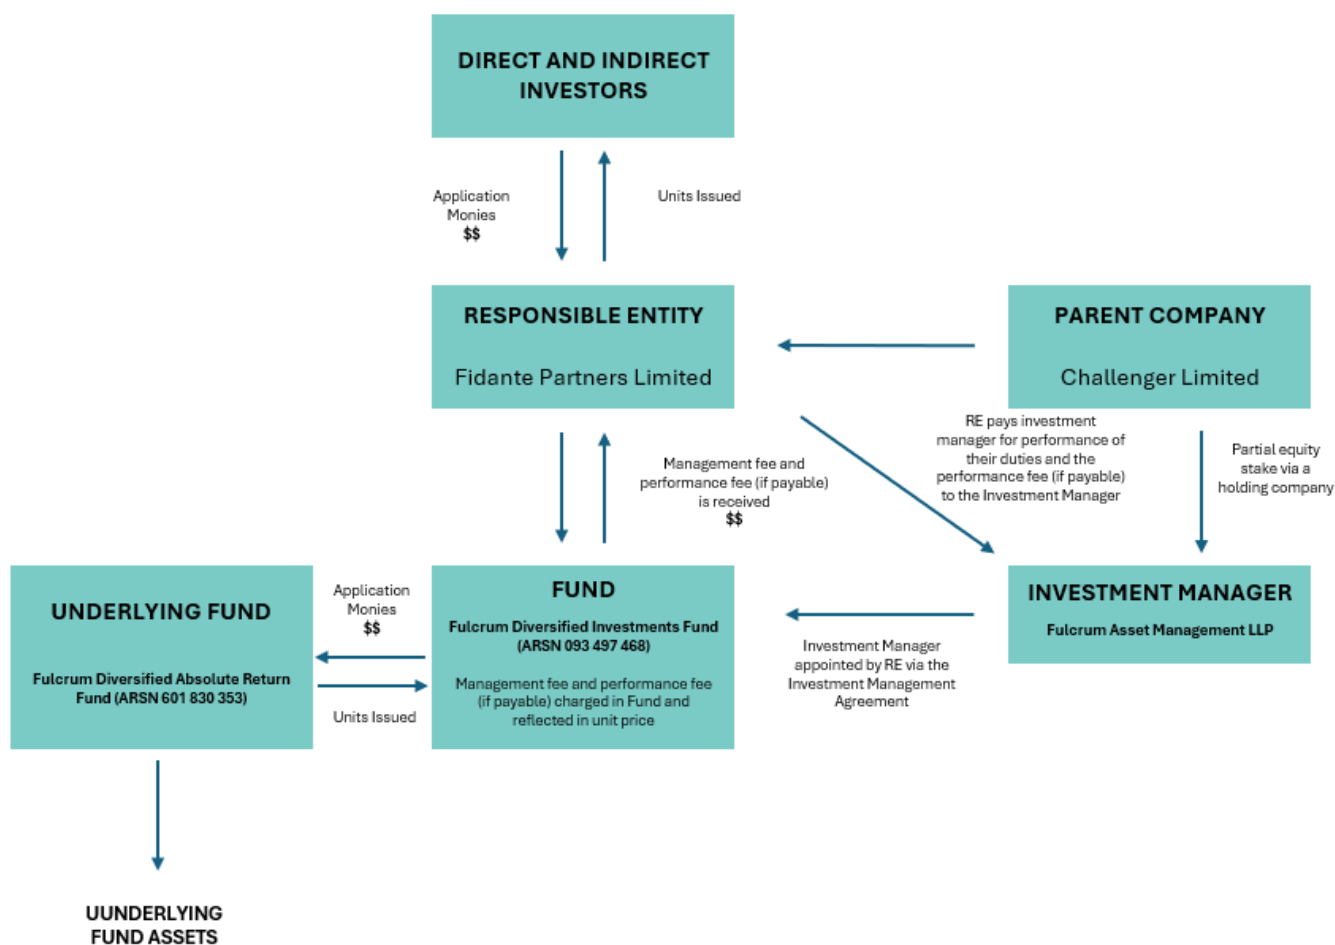 DIRECT AND INDIRECT
INVESTORS
Application
Monies
$$
Units Issued
RESPONSIBLE ENTITY
Fidante Partners Limited
PARENT COMPANY
Challenger Limited
Management fee and
performance fee (if payable)
is received
$$
RE pays investment
manager for performance of
their duties and the
performance fee (if payable)
to the Investment Manager
Partial equity
stake via a
holding company
UNDERLYING FUND
Fulcrum Diversified Absolute Return
Fund (ARSN 601 830 353)
Application
Monies
$$
Units Issued
FUND
Fulcrum Diversified Investments Fund
(ARSN 093 497 468)
Management fee and performance fee
(if payable) charged in Fund and
reflected in unit price
Investment Manager
appointed by RE via the
Investment Management
Agreement
INVESTMENT MANAGER
Fulcrum Asset Management LLP
UUNDERLYING
FUND ASSETS